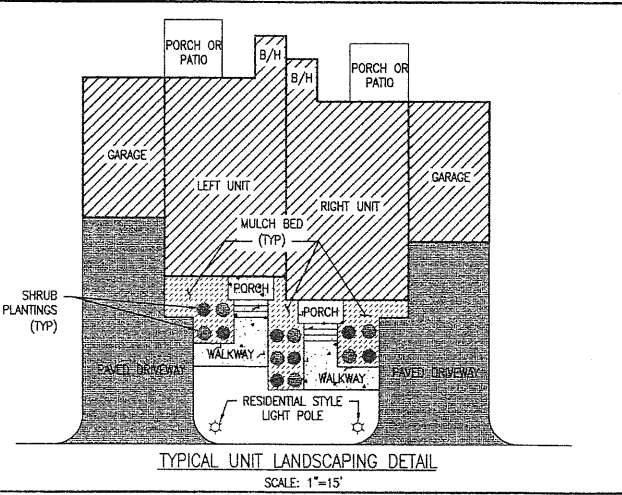 PORCH OR
PATIO
B/H
B/H
PORCH OR
PATIO
GARAGE
LEFT UNIT
RIGHT UNIT
GARAGE
MULCH BED
(TYP)
SHRUB
PLANTINGS
(TYP)
PORCH
PORCH
WALKWAY
WALKWAY
PAVED DRIVEWAY
PAVED DRIVEWAY
RESIDENTIAL STYLE
LIGHT POLE
TYPICAL UNIT LANDSCAPING DETAIL
SCALE: 1"=15'